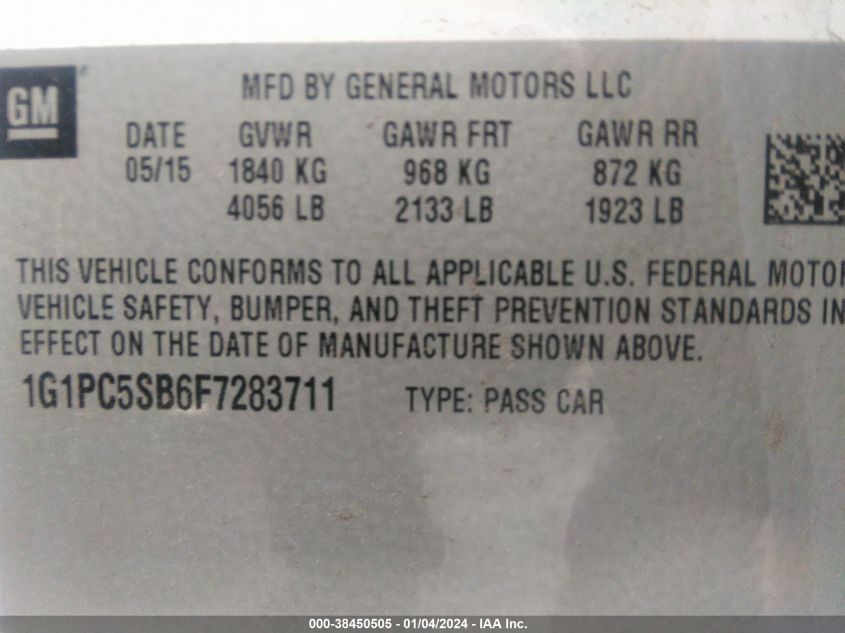 GM
MFD BY GENERAL MOTORS LLC
DATE GVWR GAWR FRT GAWR RR
05/15 1840 KG 968 KG 872 KG
4056 LB 2133 LB 1923 LB
THIS VEHICLE CONFORMS TO ALL APPLICABLE U.S. FEDERAL MOTOR
VEHICLE SAFETY, BUMPER, AND THEFT PREVENTION STANDARDS IN
EFFECT ON THE DATE OF MANUFACTURE SHOWN ABOVE.
1G1PC5SB6F7283711 TYPE: PASS CAR
000-38450505 - 01/04/2024 - IAA Inc.